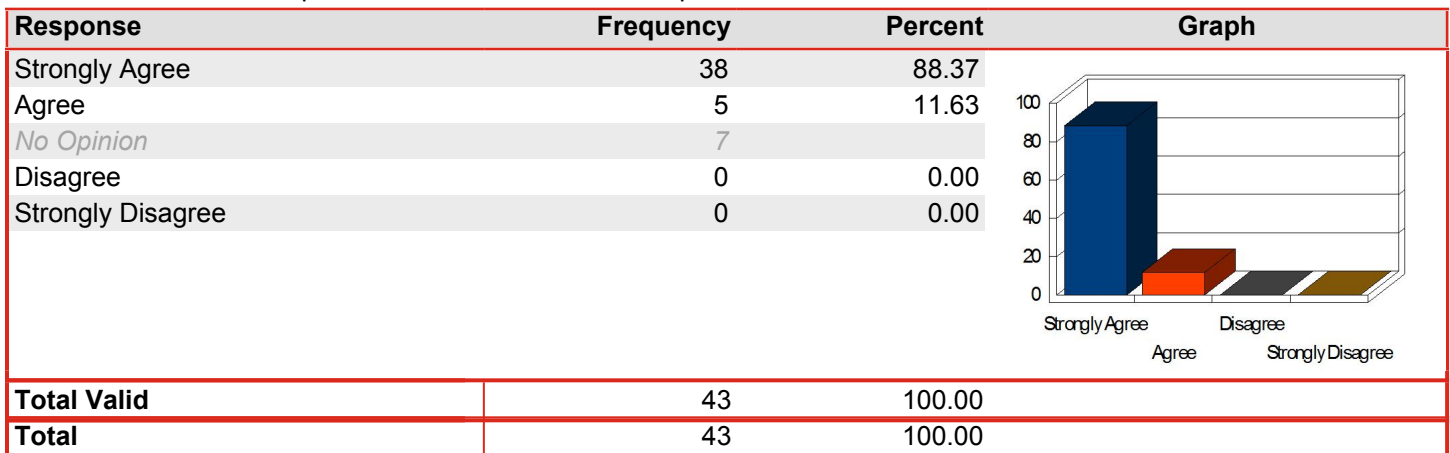 Response Frequency Percent Graph
Strongly Agree 38 88.37
Agree 5 11.63
No Opinion 7
Disagree 0 0.00
Strongly Disagree 0 0.00
100
80
60
40
20
0
Strongly Agree Disagree
Agree Strongly Disagree
Total Valid 43 100.00
Total 43 100.00